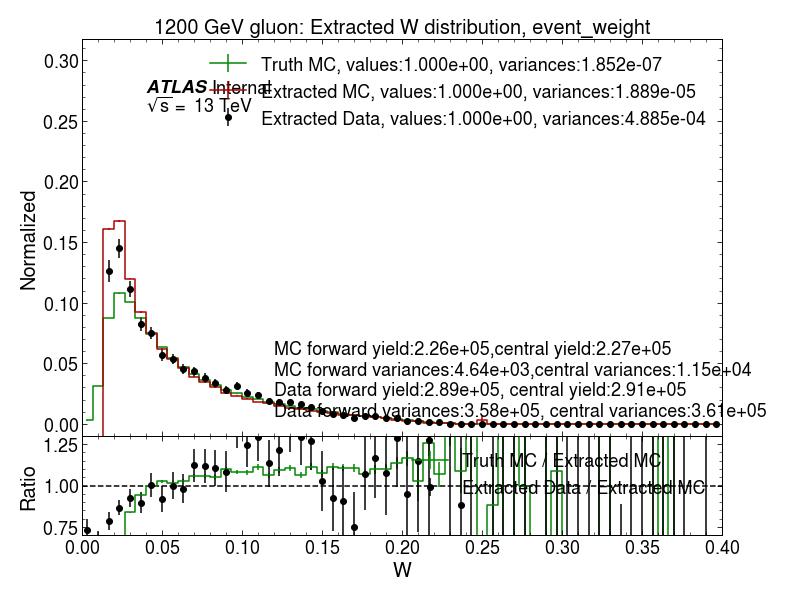 1200 GeV gluon: Extracted W distribution, event_weight
Truth MC, values:1.000e+00, variances:1.852e-07
ATLAS Internal
Extracted MC, values:1.000e+00, variances:1.889e-05
√s = 13 TeV
Extracted Data, values:1.000e+00, variances:4.885e-04
Normalized
0.30
0.25
0.20
0.15
0.10
0.05
0.00
MC forward yield:2.26e+05,central yield:2.27e+05
MC forward variances:4.64e+03,central variances:1.15e+04
Data forward yield:2.89e+05, central yield:2.91e+05
Data forward variances:3.58e+05, central variances:3.61e+05
Ratio
1.25
1.00
0.75
Truth MC / Extracted MC
Extracted Data / Extracted MC
0.00 0.05 0.10 0.15 0.20 0.25 0.30 0.35 0.40
W